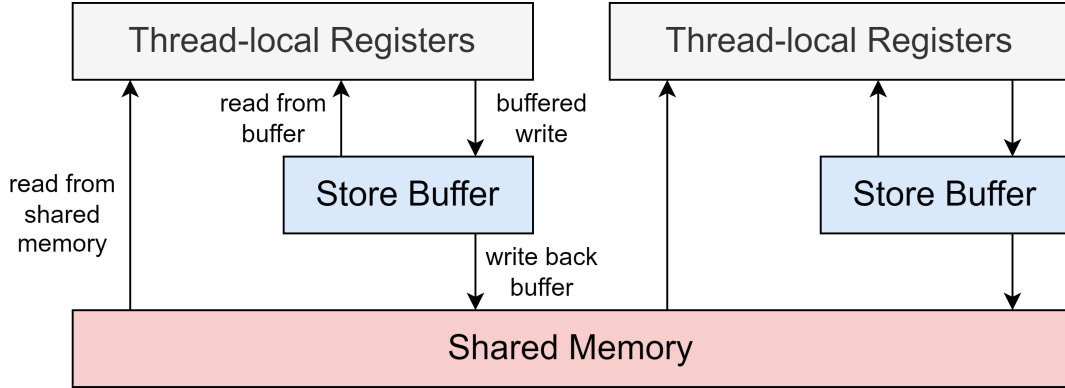 Thread-local Registers
Thread-local Registers
read from
buffer
buffered
write
read from
shared
memory
Store Buffer
Store Buffer
write back
buffer
Shared Memory